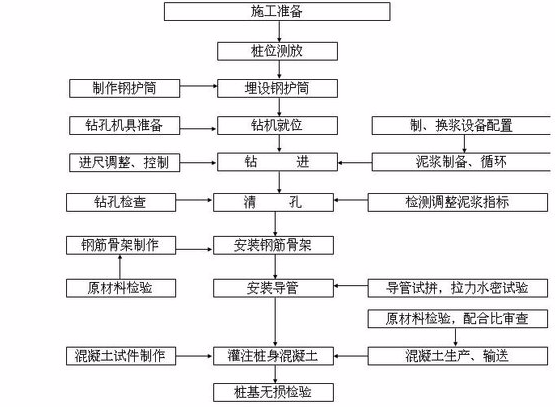 施工准备
桩位测放
制作钢护筒
埋设钢护筒
钻孔机具准备
钻机就位
制、换浆设备配置
进尺调整、控制
钻 进
泥浆制备、循环
钻孔检查
清 孔
检测调整泥浆指标
钢筋骨架制作
安装钢筋骨架
原材料检验
安装导管
导管试拼，拉力水密试验
原材料检验，配合比审查
混凝土试件制作
灌注桩身混凝土
混凝土生产、输送
桩基无损检验